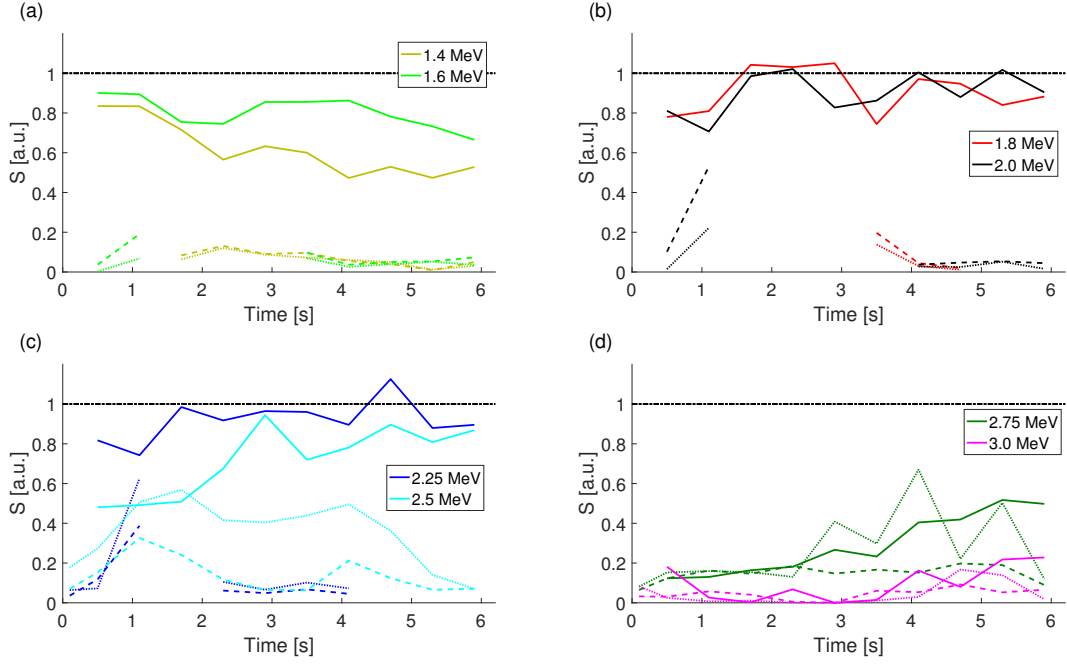 (a)
S [a.u.]
1
0.8
0.6
0.4
0.2
0
0 1 2 3 4 5 6
Time [s]
1.4 MeV
1.6 MeV
(b)
S [a.u.]
1
0.8
0.6
0.4
0.2
0
0 1 2 3 4 5 6
Time [s]
1.8 MeV
2.0 MeV
(c)
S [a.u.]
1
0.8
0.6
0.4
0.2
0
0 1 2 3 4 5 6
Time [s]
2.25 MeV
2.5 MeV
(d)
S [a.u.]
1
0.8
0.6
0.4
0.2
0
0 1 2 3 4 5 6
Time [s]
2.75 MeV
3.0 MeV